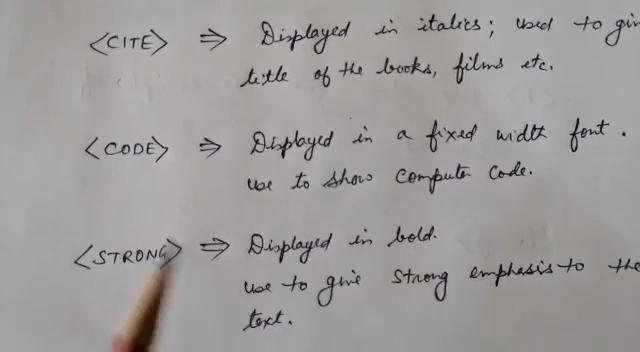 <CITE> ⇒ Displayed in italics; used to giv
title of the books, films etc.
<CODE> ⇒ Displayed in a fixed width font.
use to show computer code.
<STRONG> ⇒ Displayed in bold.
use to give strong emphasis to the
text.